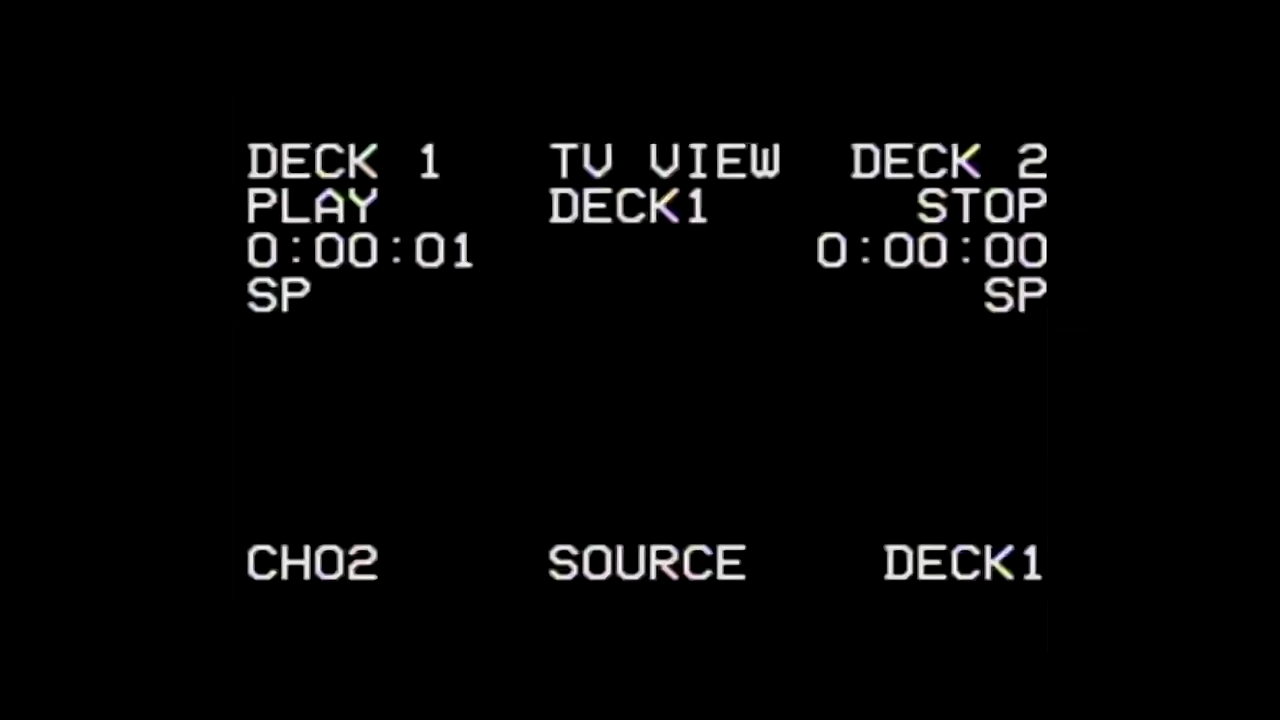 DECK 1 TV VIEW DECK 2
PLAY DECK1 STOP
0:00:01 0:00:00
SP SP
CH02 SOURCE DECK1